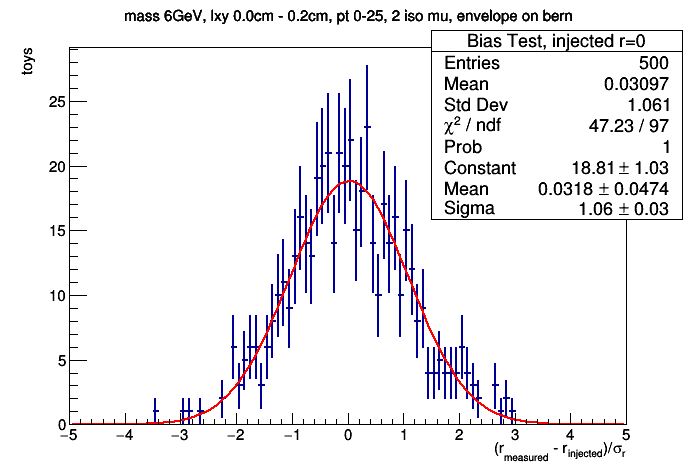 mass 6GeV, lxy 0.0cm - 0.2cm, pt 0-25, 2 iso mu, envelope on bern
Bias Test, injected r=0
Entries 500
Mean 0.03097
Std Dev 1.061
χ² / ndf 47.23 / 97
Prob 1
Constant 18.81 ± 1.03
Mean 0.0318 ± 0.0474
Sigma 1.06 ± 0.03
toys
25
20
15
10
5
0
−5 −4 −3 −2 −1 0 1 2 3 4 5
(r_measured - r_injected)/σ_r